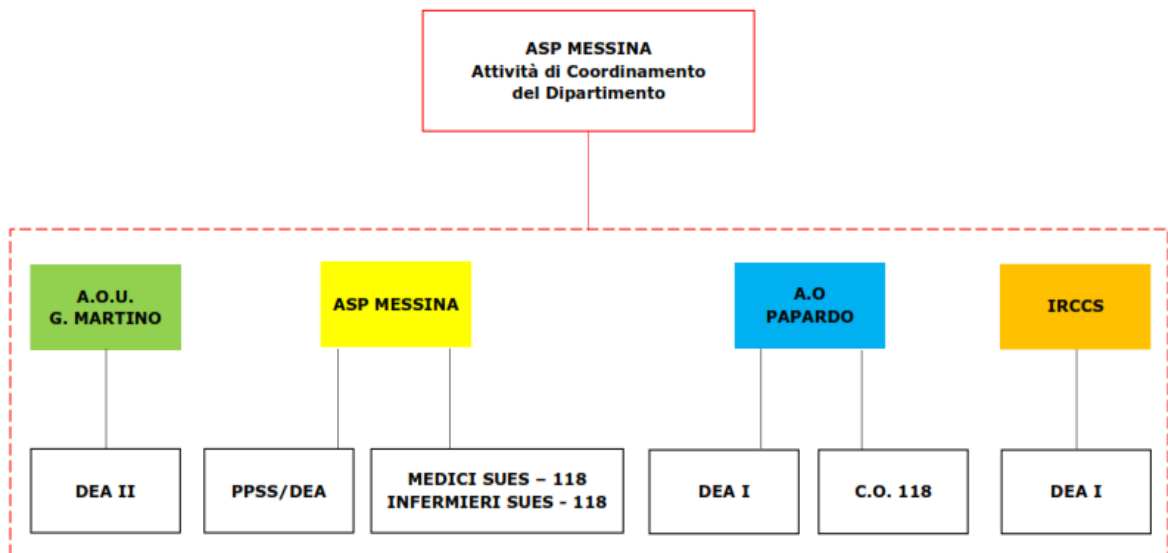 ASP MESSINA
Attività di Coordinamento
del Dipartimento
A.O.U.
G. MARTINO
ASP MESSINA
A.O
PAPARDO
IRCCS
DEA II
PPSS/DEA
MEDICI SUES – 118
INFERMIERI SUES - 118
DEA I
C.O. 118
DEA I